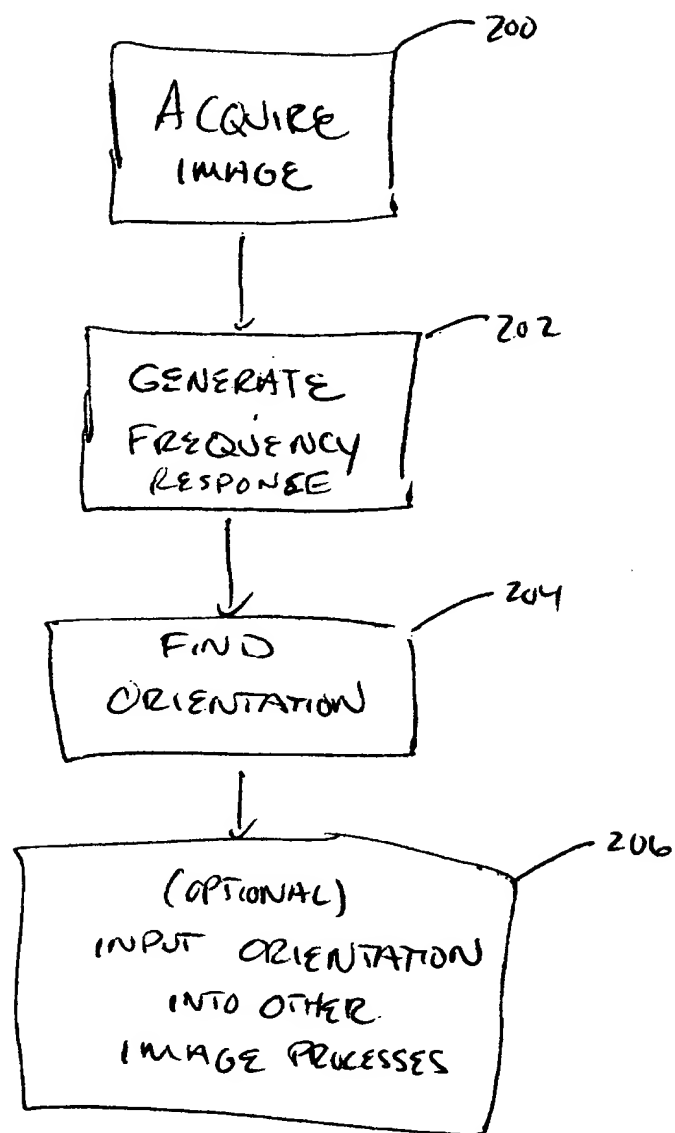 200
ACQUIRE
IMAGE
202
GENERATE
FREQUENCY
RESPONSE
204
FIND
ORIENTATION
206
(OPTIONAL)
INPUT ORIENTATION
INTO OTHER
IMAGE PROCESSES